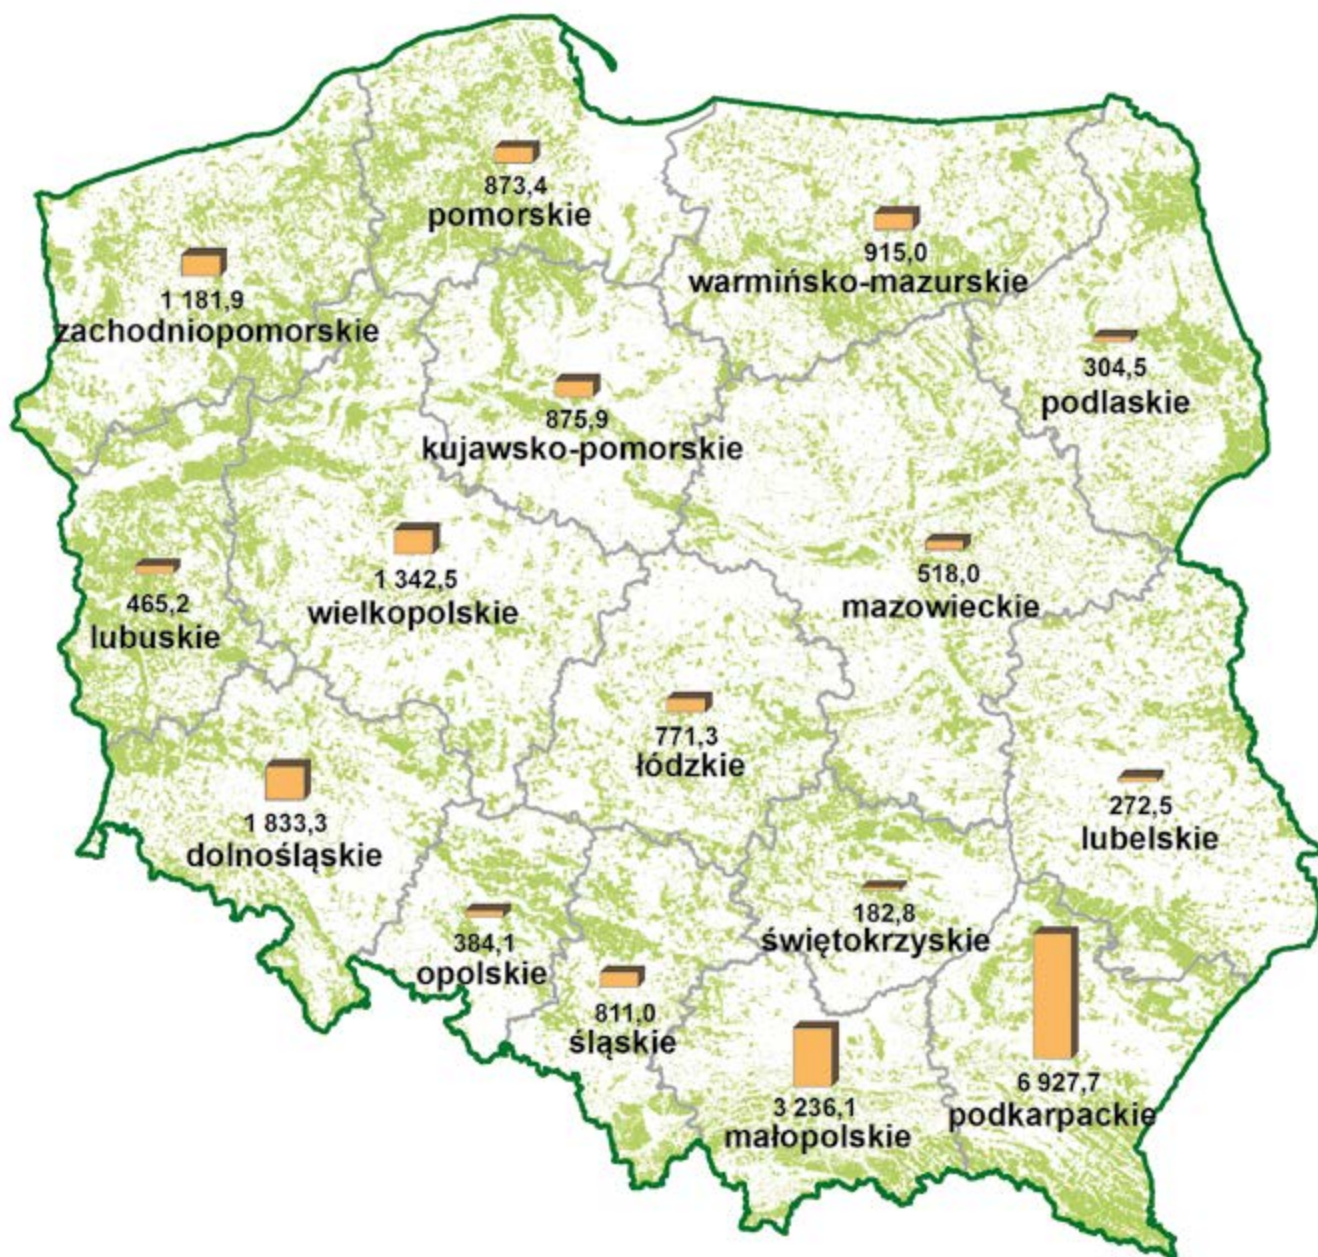 873,4
pomorskie
915,0
warmińsko-mazurskie
1 181,9
zachodniopomorskie
304,5
podlaskie
875,9
kujawsko-pomorskie
1 342,5
wielkopolskie
518,0
mazowieckie
465,2
lubuskie
771,3
łódzkie
1 833,3
dolnośląskie
272,5
lubelskie
182,8
świętokrzyskie
384,1
opolskie
811,0
śląskie
3 236,1
małopolskie
6 927,7
podkarpackie